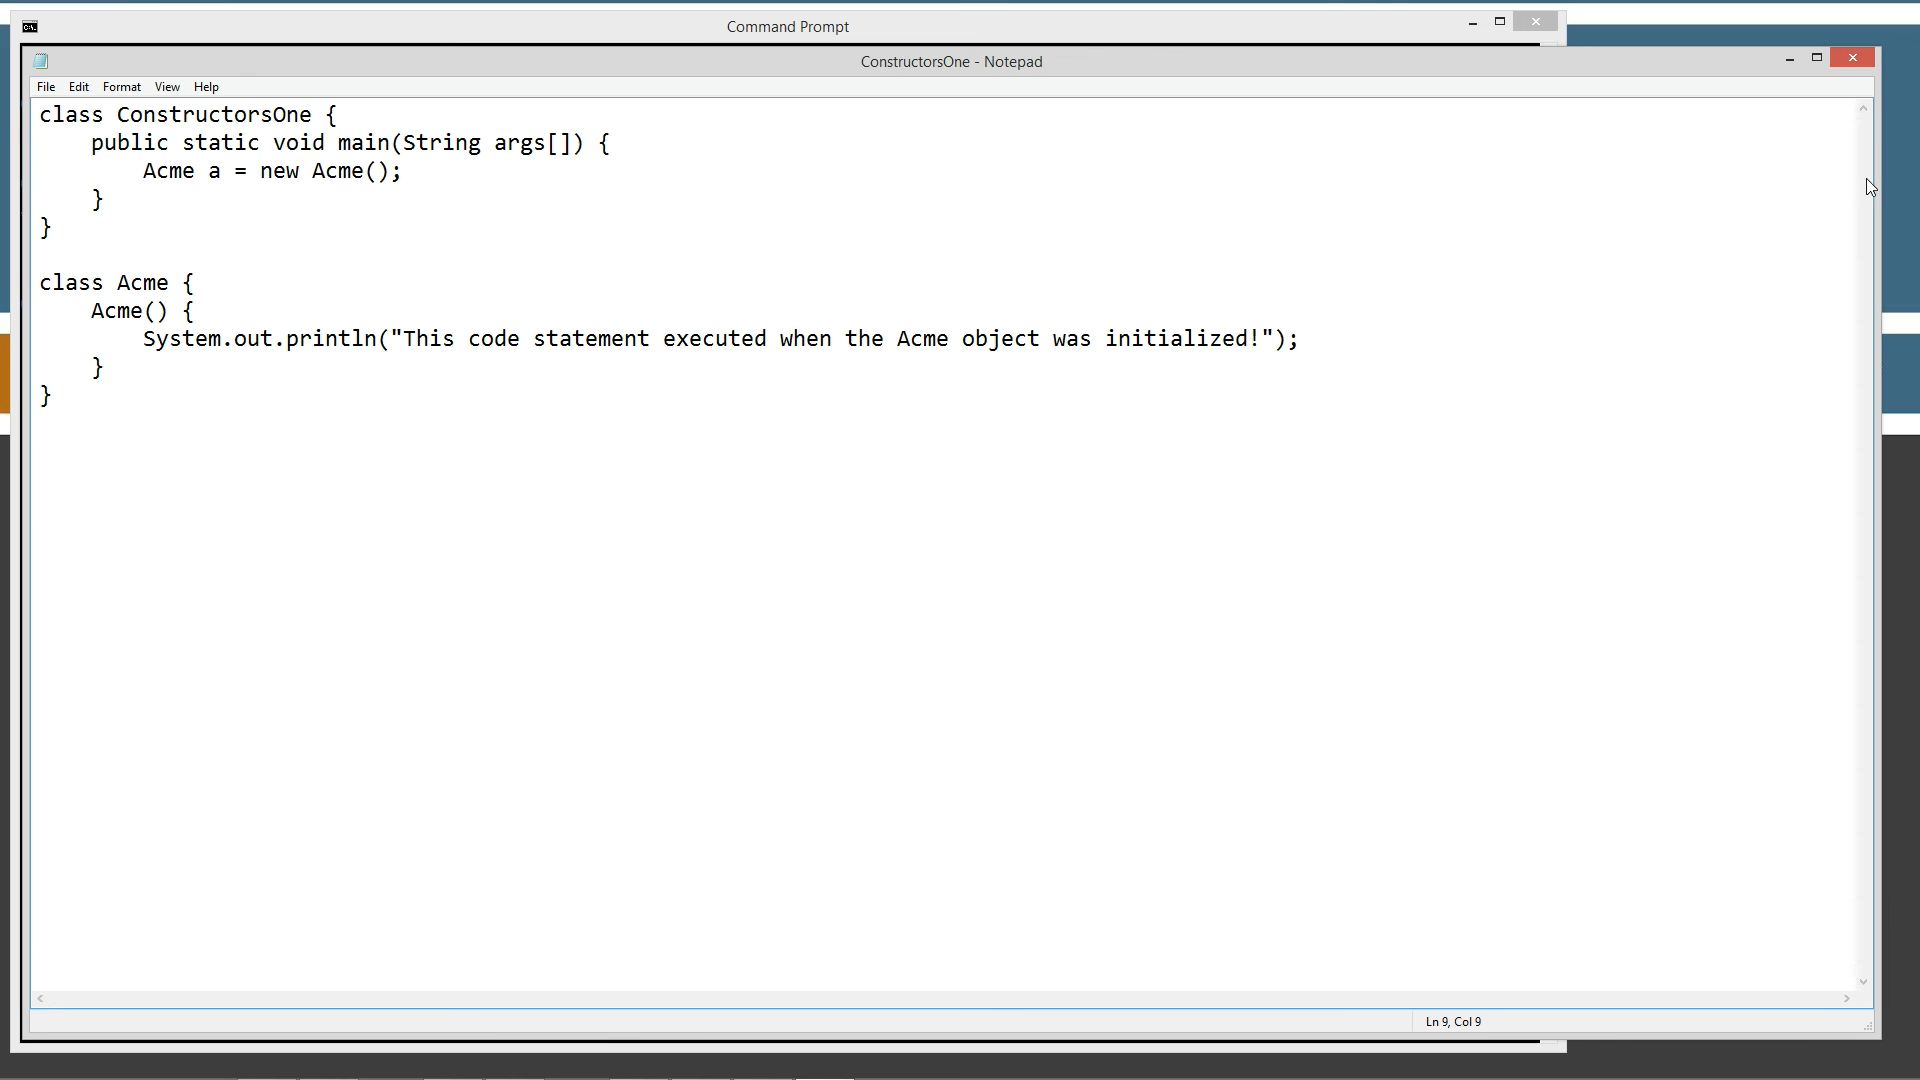 Command Prompt
ConstructorsOne - Notepad
File Edit Format View Help
class ConstructorsOne {
    public static void main(String args[]) {
        Acme a = new Acme();
    }
}

class Acme {
    Acme() {
        System.out.println("This code statement executed when the Acme object was initialized!");
    }
}
Ln 9, Col 9